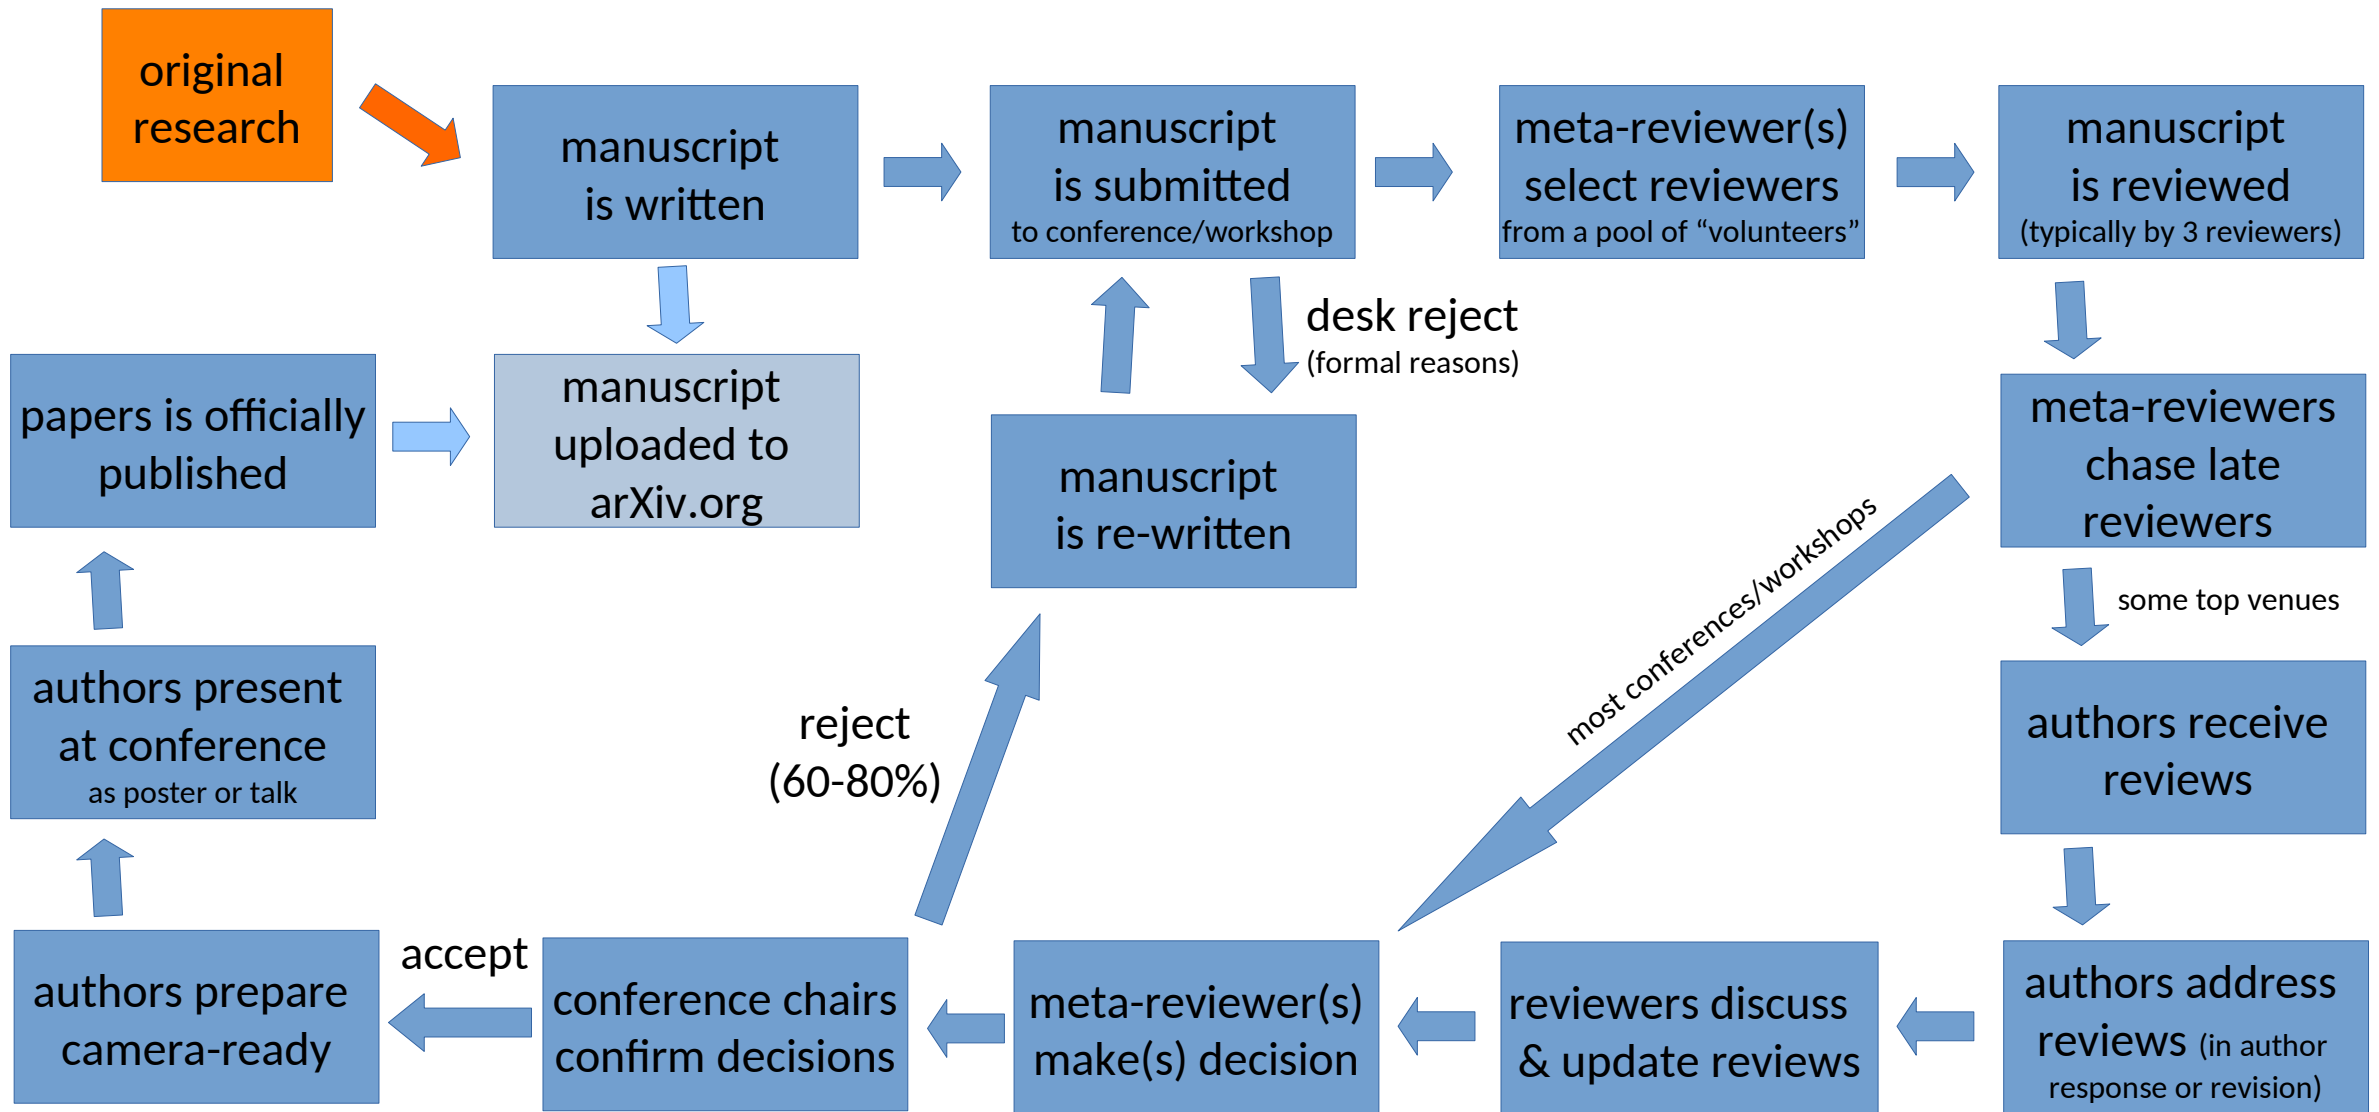 original
research
manuscript
is written
manuscript
is submitted
to conference/workshop
meta-reviewer(s)
select reviewers
from a pool of “volunteers”
manuscript
is reviewed
(typically by 3 reviewers)
desk reject
(formal reasons)
papers is officially
published
manuscript
uploaded to
arXiv.org
manuscript
is re-written
meta-reviewers
chase late
reviewers
most conferences/workshops
some top venues
authors present
at conference
as poster or talk
reject
(60-80%)
authors receive
reviews
authors prepare
camera-ready
accept
conference chairs
confirm decisions
meta-reviewer(s)
make(s) decision
reviewers discuss
& update reviews
authors address
reviews (in author
response or revision)